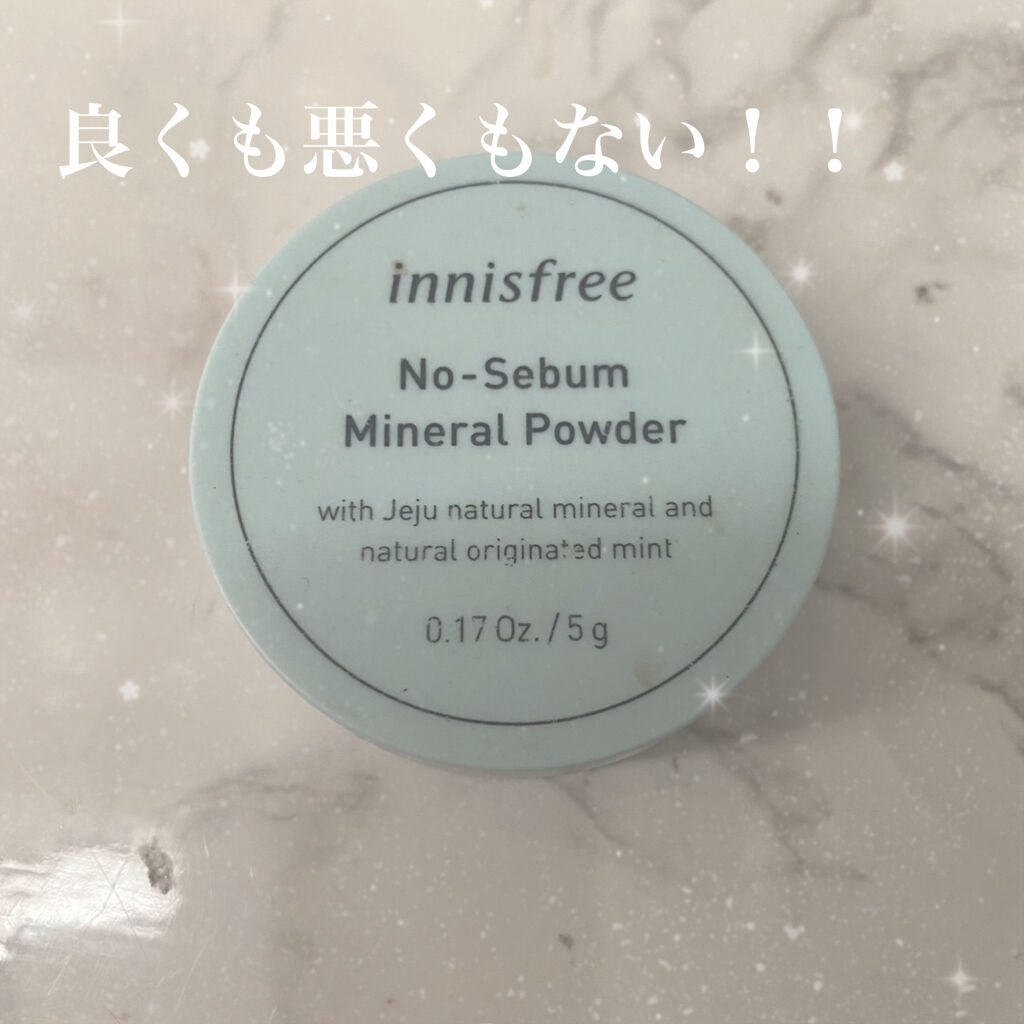 良くも悪くもない！！
innisfree
No-Sebum
Mineral Powder
with Jeju natural mineral and
natural originated mint
0.17 Oz. / 5 g